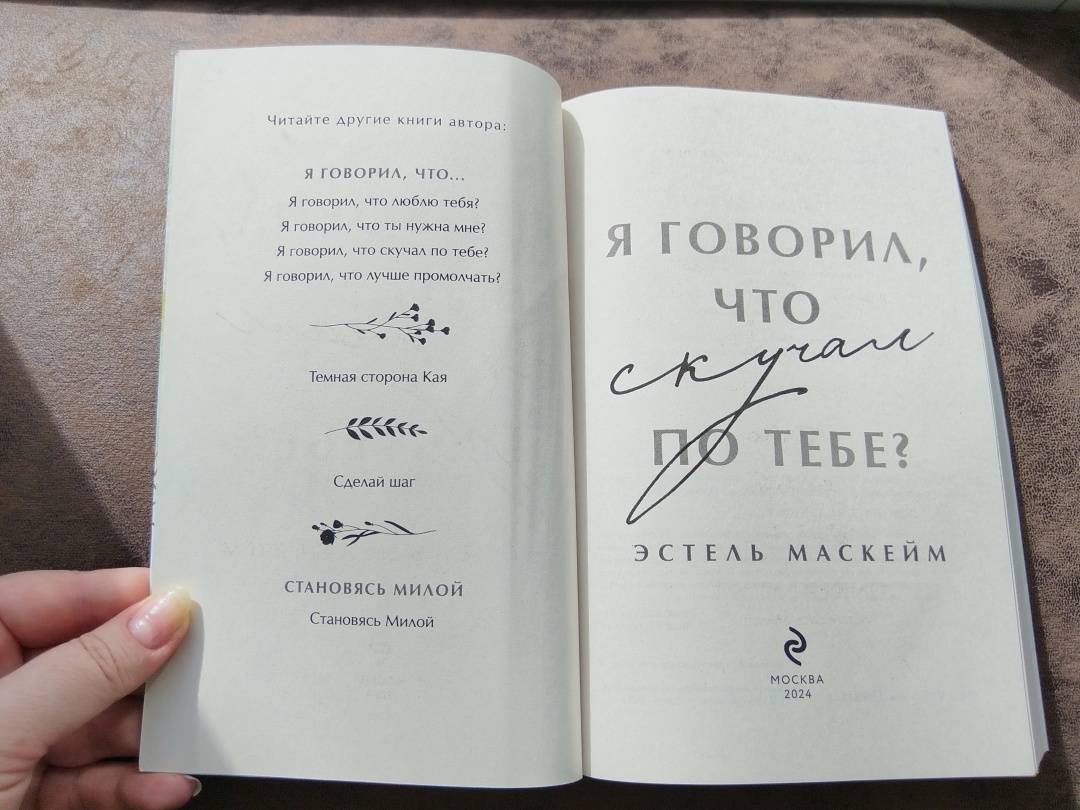 Читайте другие книги автора:
Я ГОВОРИЛ, ЧТО...
Я говорил, что люблю тебя?
Я говорил, что ты нужна мне?
Я говорил, что скучал по тебе?
Я говорил, что лучше промолчать?
Темная сторона Кая
Сделай шаг
СТАНОВЯСЬ МИЛОЙ
Становясь Милой
Я ГОВОРИЛ,
ЧТО
скучал
ПО ТЕБЕ?
ЭСТЕЛЬ МАСКЕЙМ
МОСКВА
2024